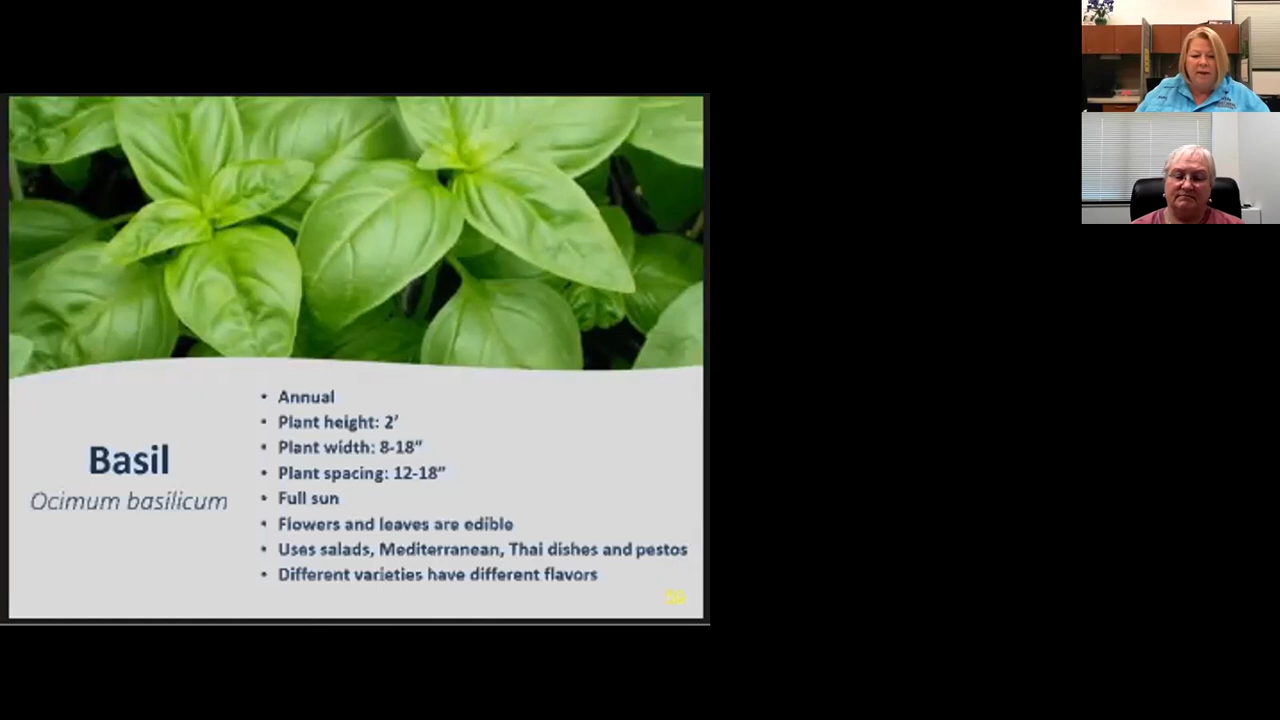 Basil
Ocimum basilicum
• Annual
• Plant height: 2’
• Plant width: 8-18”
• Plant spacing: 12-18”
• Full sun
• Flowers and leaves are edible
• Uses salads, Mediterranean, Thai dishes and pestos
• Different varieties have different flavors